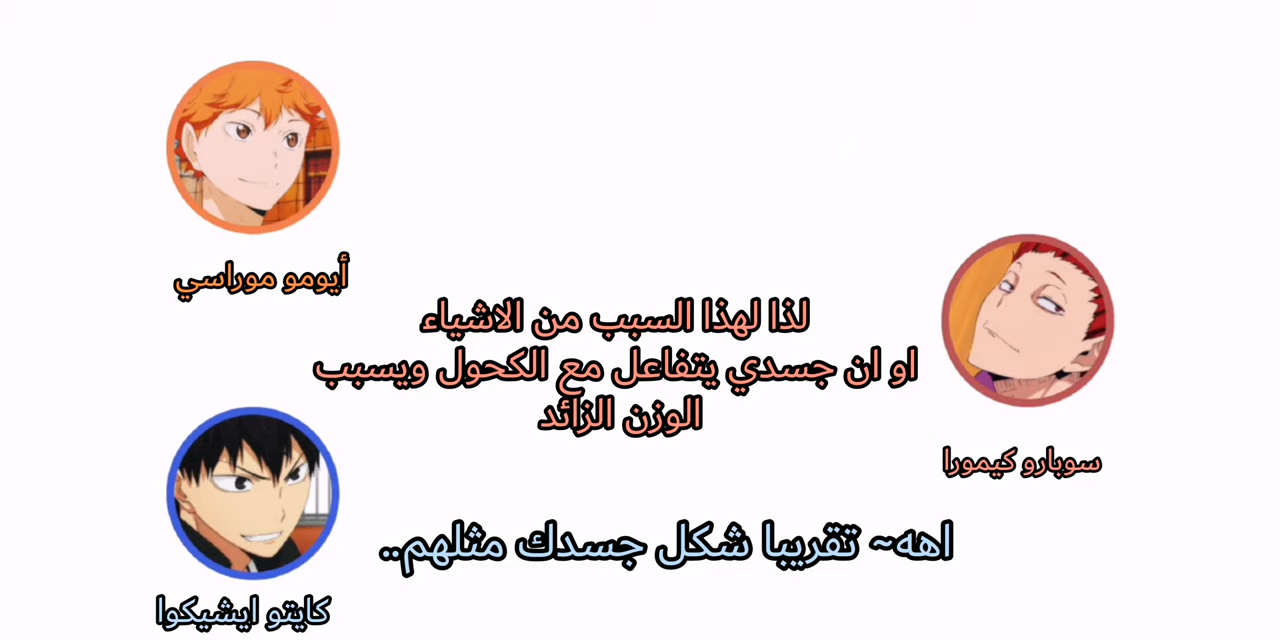 أيومو موراسي
لذا لهذا السبب من الاشياء
او ان جسدي يتفاعل مع الكحول ويسبب
الوزن الزائد
سوبارو كيمورا
اهه~ تقريبا شكل جسدك مثلهم..
كايتو ايشيكوا